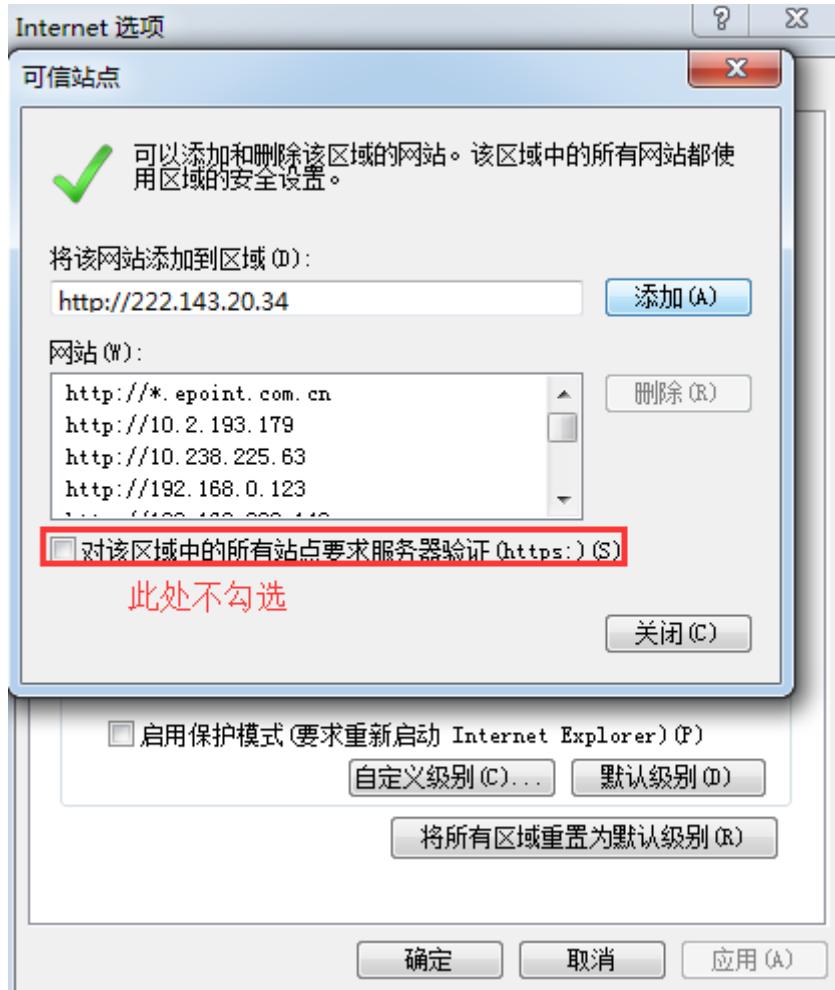 Internet 选项
可信站点
可以添加和删除该区域的网站。该区域中的所有网站都使
用区域的安全设置。
将该网站添加到区域(D):
http://222.143.20.34
添加(A)
网站(W):
http://*.epoint.com.cn
删除(R)
http://10.2.193.179
http://10.238.225.63
http://192.168.0.123
对该区域中的所有站点要求服务器验证(https:)(S)
此处不勾选
关闭(C)
启用保护模式(要求重新启动 Internet Explorer)(P)
自定义级别(C)...
默认级别(D)
将所有区域重置为默认级别(R)
确定
取消
应用(A)